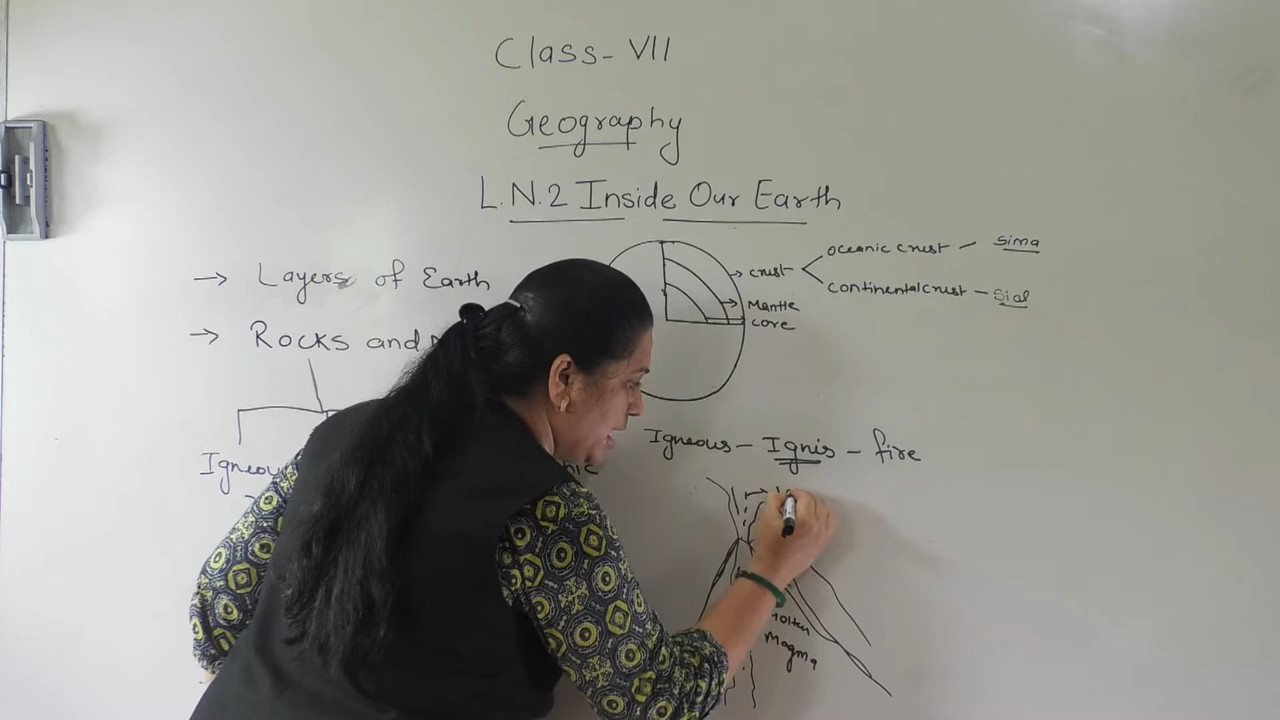 Class - VII
Geography
L.N.2 Inside Our Earth
→ Layers of Earth
crust
oceanic crust - Sima
continental crust - Sial
Mantle
core
→ Rocks and
Igneous - Ignis - fire
Magma